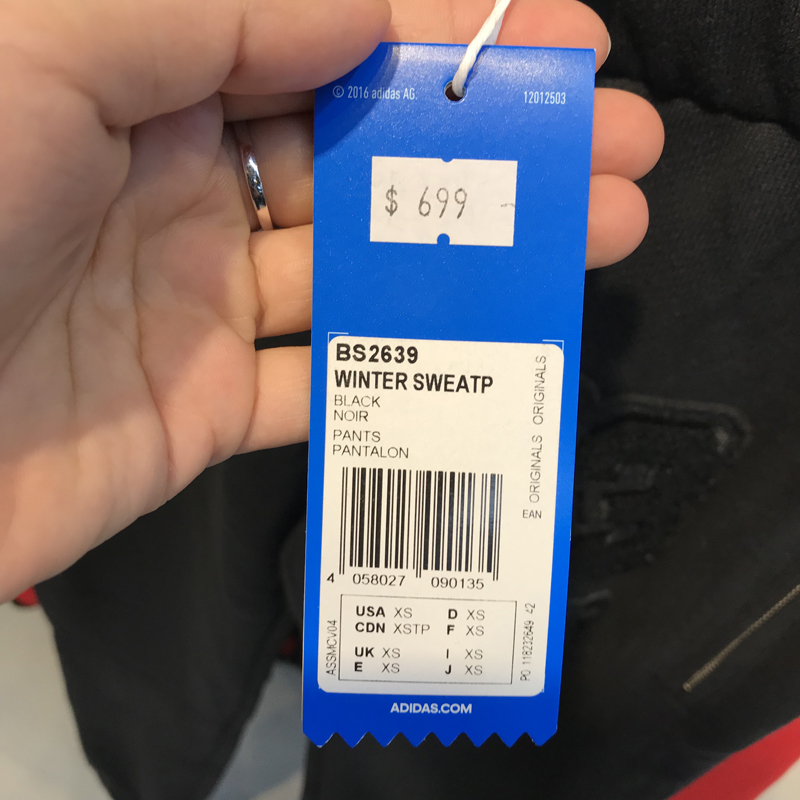 © 2016 adidas AG.
12012503
$ 699
BS2639
WINTER SWEATP
BLACK
NOIR
PANTS
PANTALON
ORIGINALS ORIGINALS
EAN
4 058027 090135
USA XS D XS
CDN XSTP F XS
UK XS I XS
E XS J XS
ASSMCV04
PO 118232649 42
ADIDAS.COM